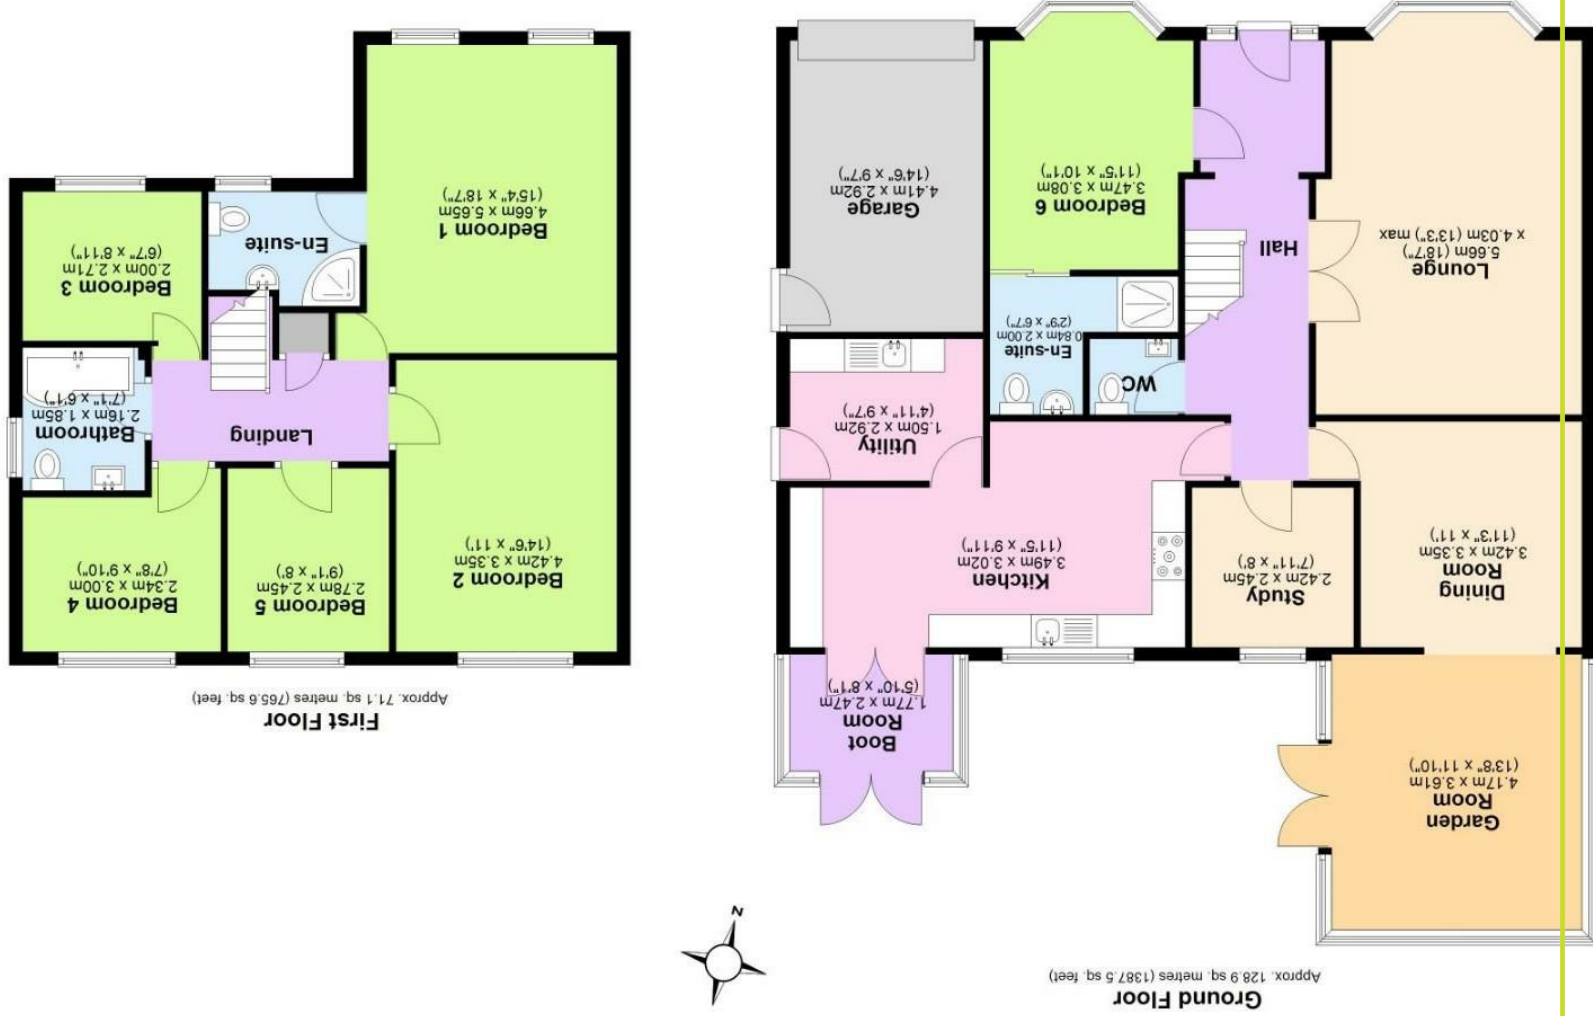 Ground Floor
Approx. 128.9 sq. metres (1387.5 sq. feet)
Garden
Room
4.17m x 3.61m
(13'8" x 11'10")
Boot
Room
1.77m x 2.47m
(5'10" x 8'1")
Dining
Room
3.42m x 3.35m
(11'3" x 11')
Study
2.42m x 2.45m
(7'11" x 8')
Kitchen
3.49m x 3.02m
(11'5" x 9'11")
Utility
1.50m x 2.92m
(4'11" x 9'7")
WC
En-suite
0.84m x 2.00m
(2'9" x 6'7")
Lounge
5.66m (18'7")
x 4.03m (13'3") max
Hall
Bedroom 6
3.47m x 3.08m
(11'5" x 10'1")
Garage
4.41m x 2.92m
(14'6" x 9'7")
N
First Floor
Approx. 71.1 sq. metres (765.6 sq. feet)
Bedroom 2
4.42m x 3.35m
(14'6" x 11')
Bedroom 5
2.78m x 2.45m
(9'1" x 8')
Bedroom 4
2.34m x 3.00m
(7'8" x 9'10")
Landing
Bathroom
2.16m x 1.85m
(7'1" x 6'1")
Bedroom 3
2.00m x 2.71m
(6'7" x 8'11")
En-suite
Bedroom 1
4.66m x 5.65m
(15'4" x 18'7")